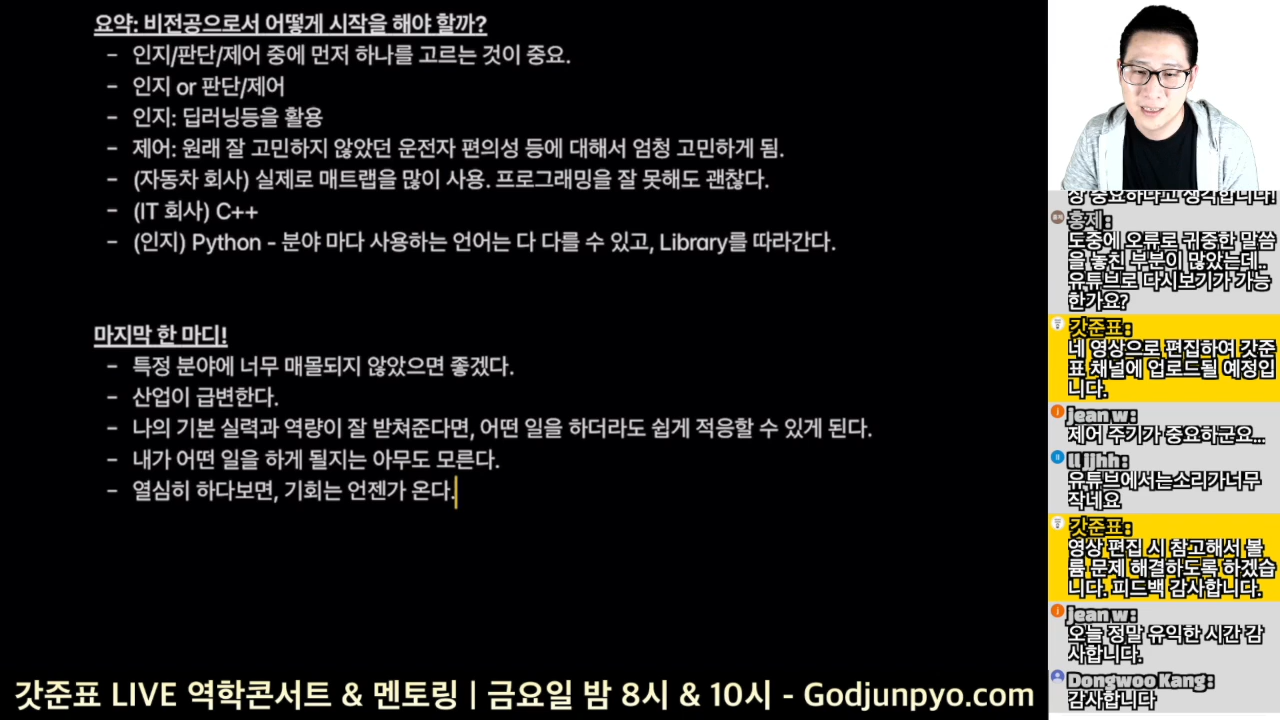 요약: 비전공으로서 어떻게 시작을 해야 할까?
- 인지/판단/제어 중에 먼저 하나를 고르는 것이 중요.
- 인지 or 판단/제어
- 인지: 딥러닝등을 활용
- 제어: 원래 잘 고민하지 않았던 운전자 편의성 등에 대해서 엄청 고민하게 됨.
- (자동차 회사) 실제로 매트랩을 많이 사용. 프로그래밍을 잘 못해도 괜찮다.
- (IT 회사) C++
- (인지) Python - 분야 마다 사용하는 언어는 다 다를 수 있고, Library를 따라간다.
마지막 한 마디!
- 특정 분야에 너무 매몰되지 않았으면 좋겠다.
- 산업이 급변한다.
- 나의 기본 실력과 역량이 잘 받쳐준다면, 어떤 일을 하더라도 쉽게 적응할 수 있게 된다.
- 내가 어떤 일을 하게 될지는 아무도 모른다.
- 열심히 하다보면, 기회는 언젠가 온다.
상 중요하다고 생각합니다!
홍제:
도중에 오류로 귀중한 말씀
을 놓친 부분이 많았는데..
유튜브로 다시보기가 가능
한가요?
갓준표:
네 영상으로 편집하여 갓준
표 채널에 업로드될 예정입
니다.
jean w:
제어 주기가 중요하군요...
ll jjhh:
유튜브에서는소리가너무
작네요
갓준표:
영상 편집 시 참고해서 볼
륨 문제 해결하도록 하겠습
니다. 피드백 감사합니다.
jean w:
오늘 정말 유익한 시간 감
사합니다.
Dongwoo Kang:
감사합니다
갓준표 LIVE 역학콘서트 & 멘토링 | 금요일 밤 8시 & 10시 - Godjunpyo.com